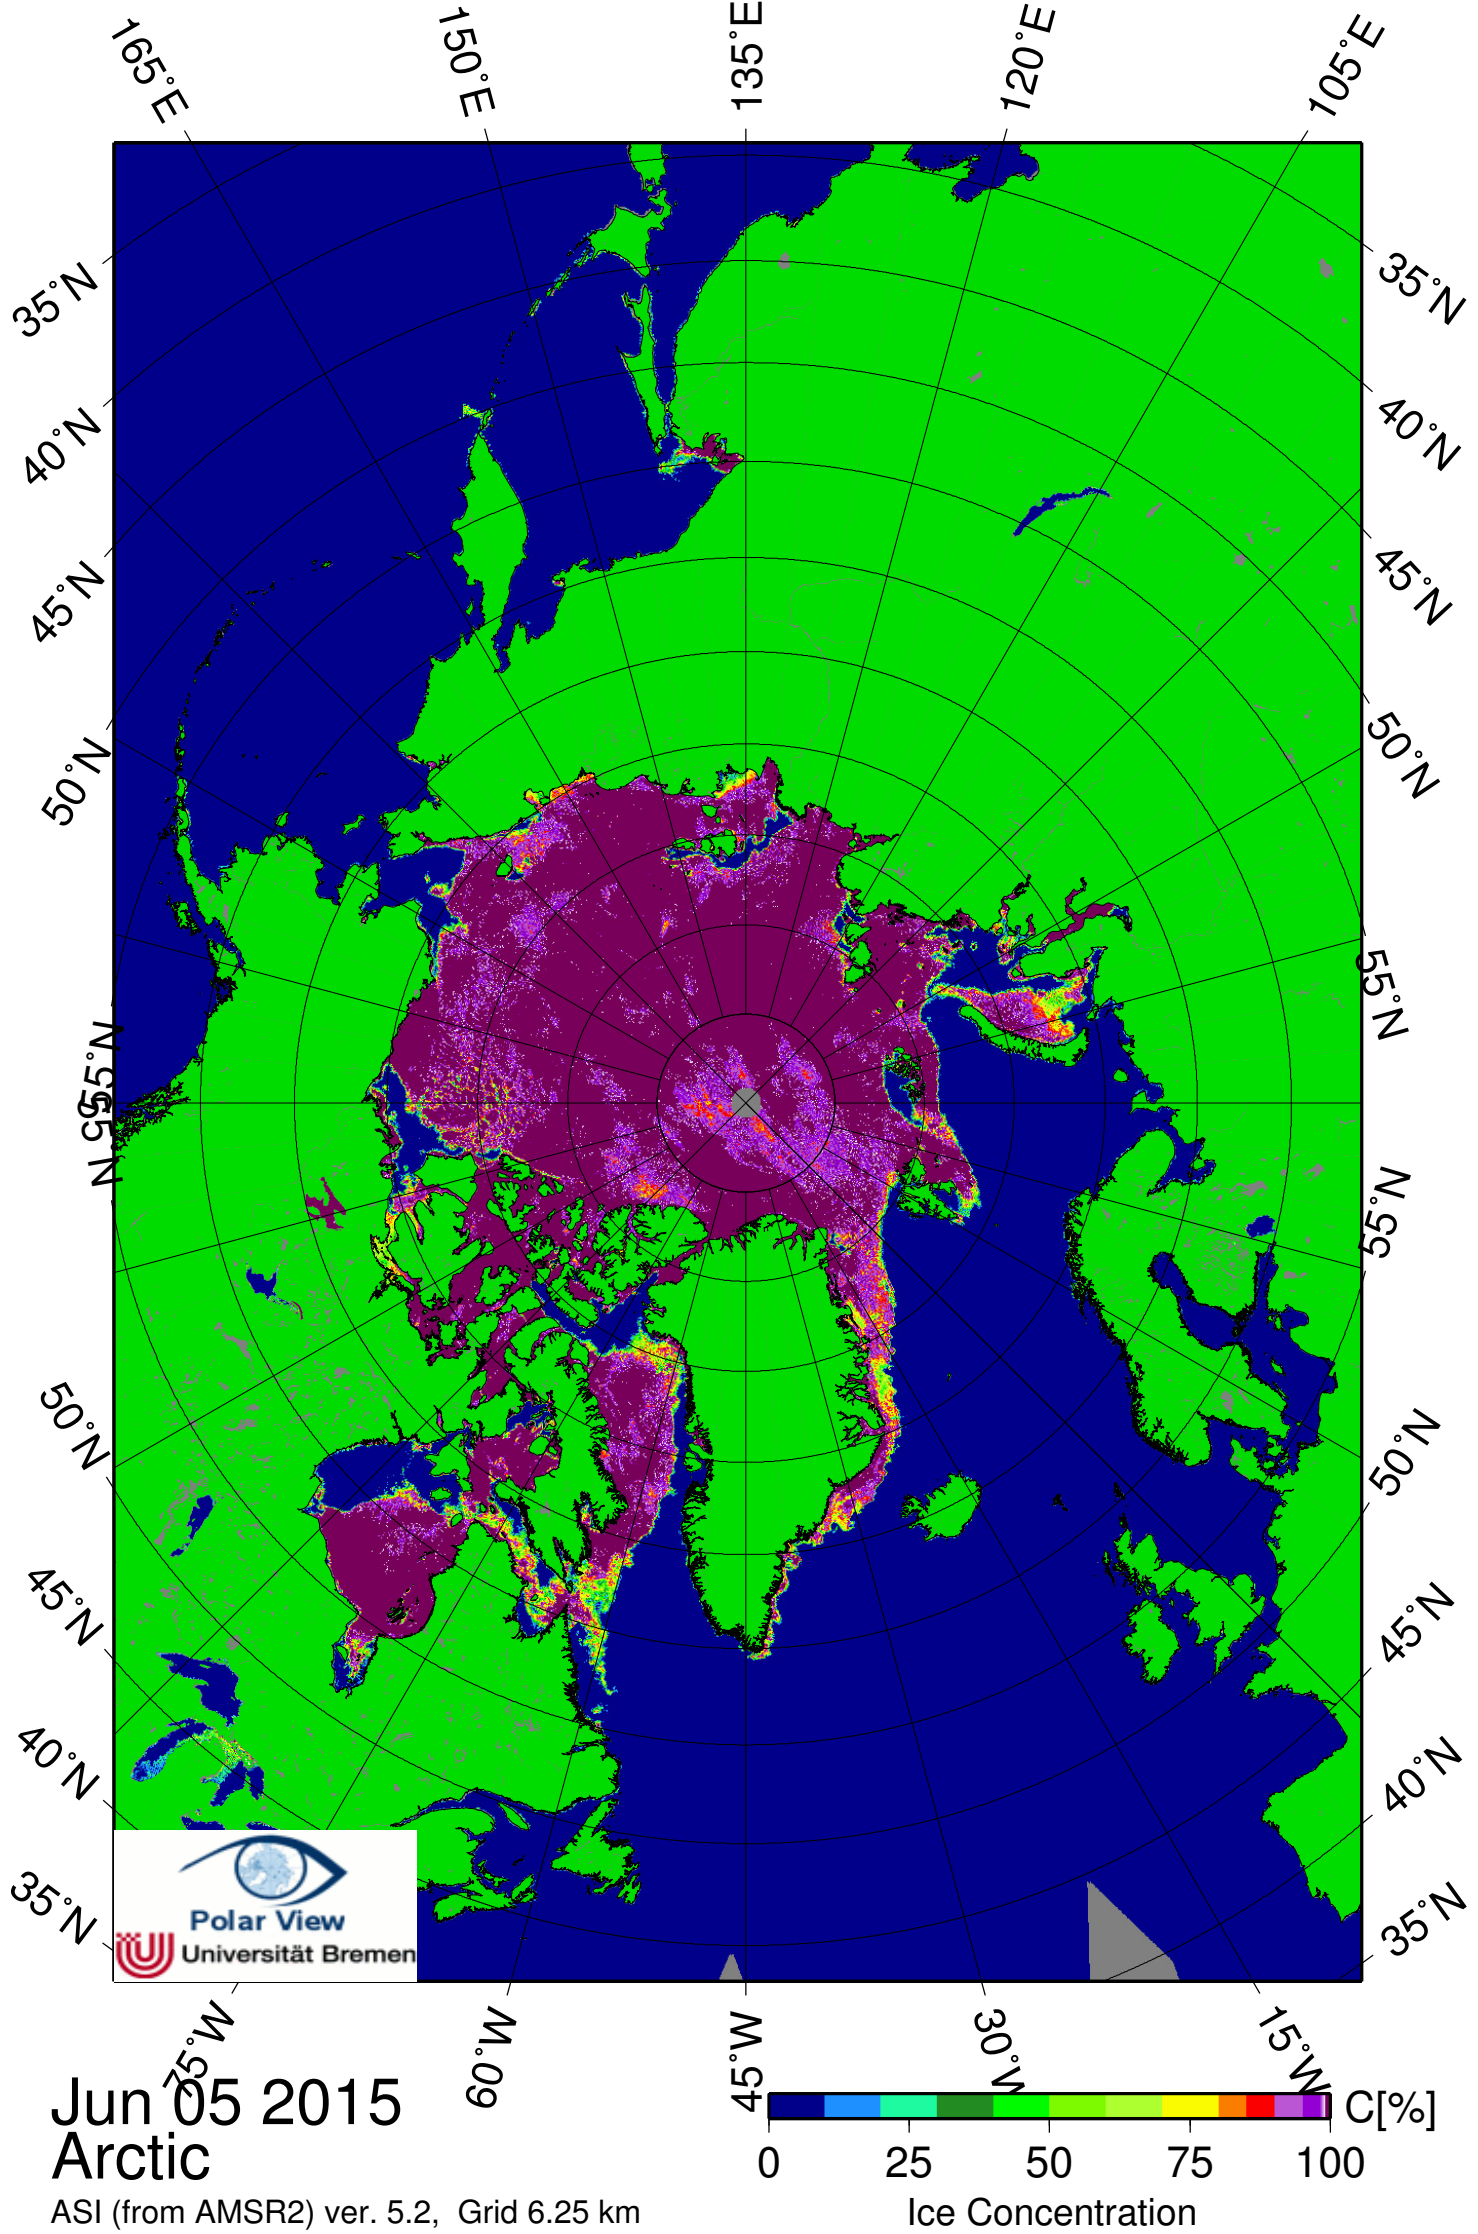 165°E 150°E 135°E 120°E 105°E
35°N 35°N
40°N 40°N
45°N 45°N
50°N 50°N
55°N 55°N
55°N 55°N
50°N 50°N
45°N 45°N
40°N 40°N
35°N 35°N
Polar View
Universität Bremen
75°W 60°W 45°W 30°W 15°W
Jun 05 2015
Arctic
ASI (from AMSR2) ver. 5.2, Grid 6.25 km
C[%]
0 25 50 75 100
Ice Concentration